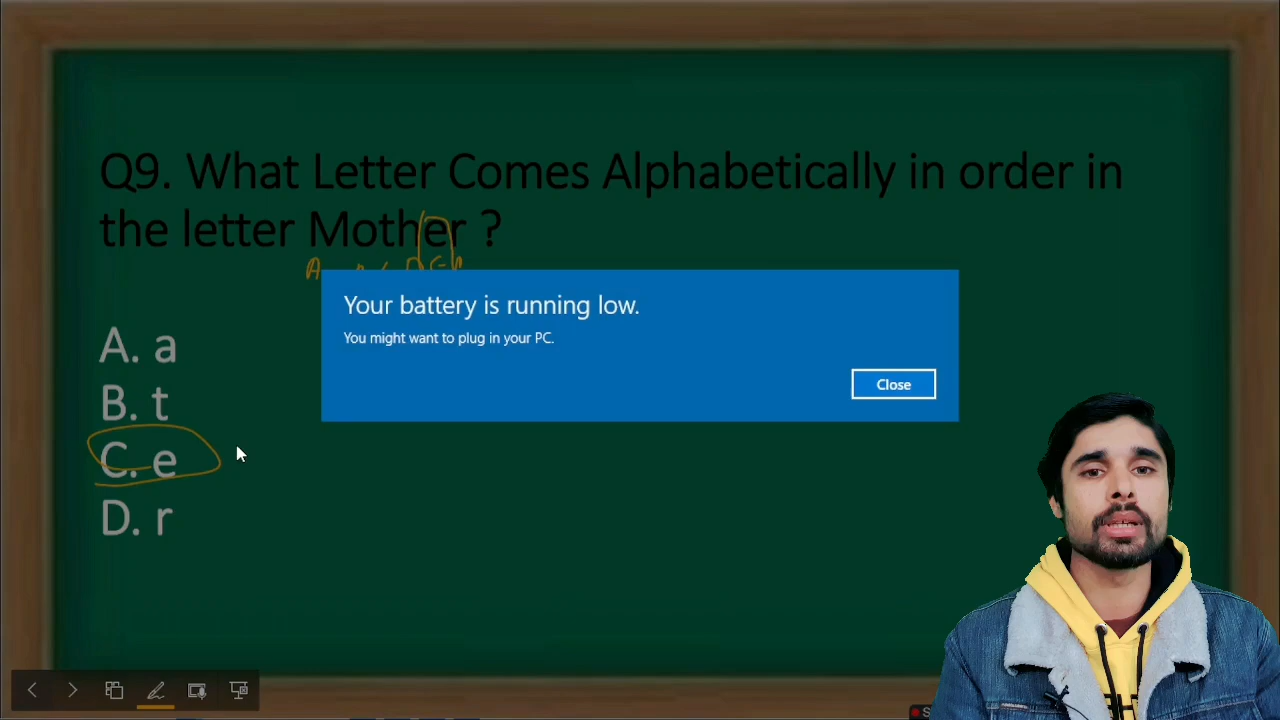 Q9. What Letter Comes Alphabetically in order in
the letter Mother ?
Your battery is running low.
You might want to plug in your PC.
Close
A. a
B. t
C. e
D. r